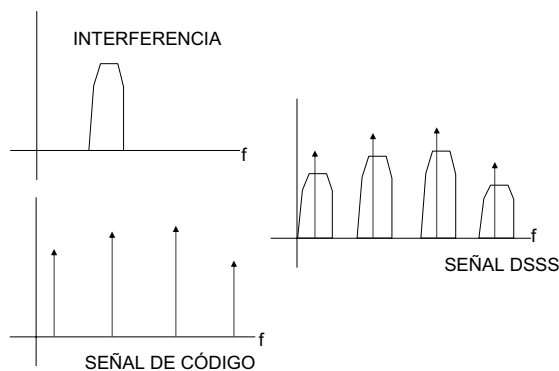 INTERFERENCIA
f
f
SEÑAL DSSS
f
SEÑAL DE CÓDIGO